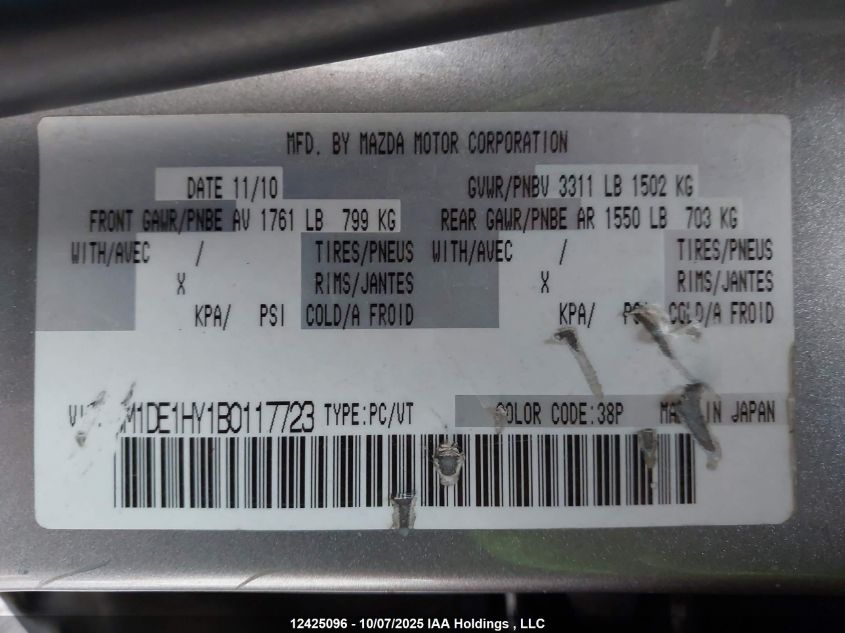 MFD. BY MAZDA MOTOR CORPORATION
DATE 11/10 GVWR/PNBV 3311 LB 1502 KG
FRONT GAWR/PNBE AV 1761 LB 799 KG REAR GAWR/PNBE AR 1550 LB 703 KG
WITH/AVEC / TIRES/PNEUS WITH/AVEC / TIRES/PNEUS
X RIMS/JANTES X RIMS/JANTES
KPA/ PSI COLD/A FROID KPA/ PSI COLD/A FROID
M1DE1HY1B0117723 TYPE:PC/VT COLOR CODE:38P MADE IN JAPAN
12425096 - 10/07/2025 IAA Holdings , LLC